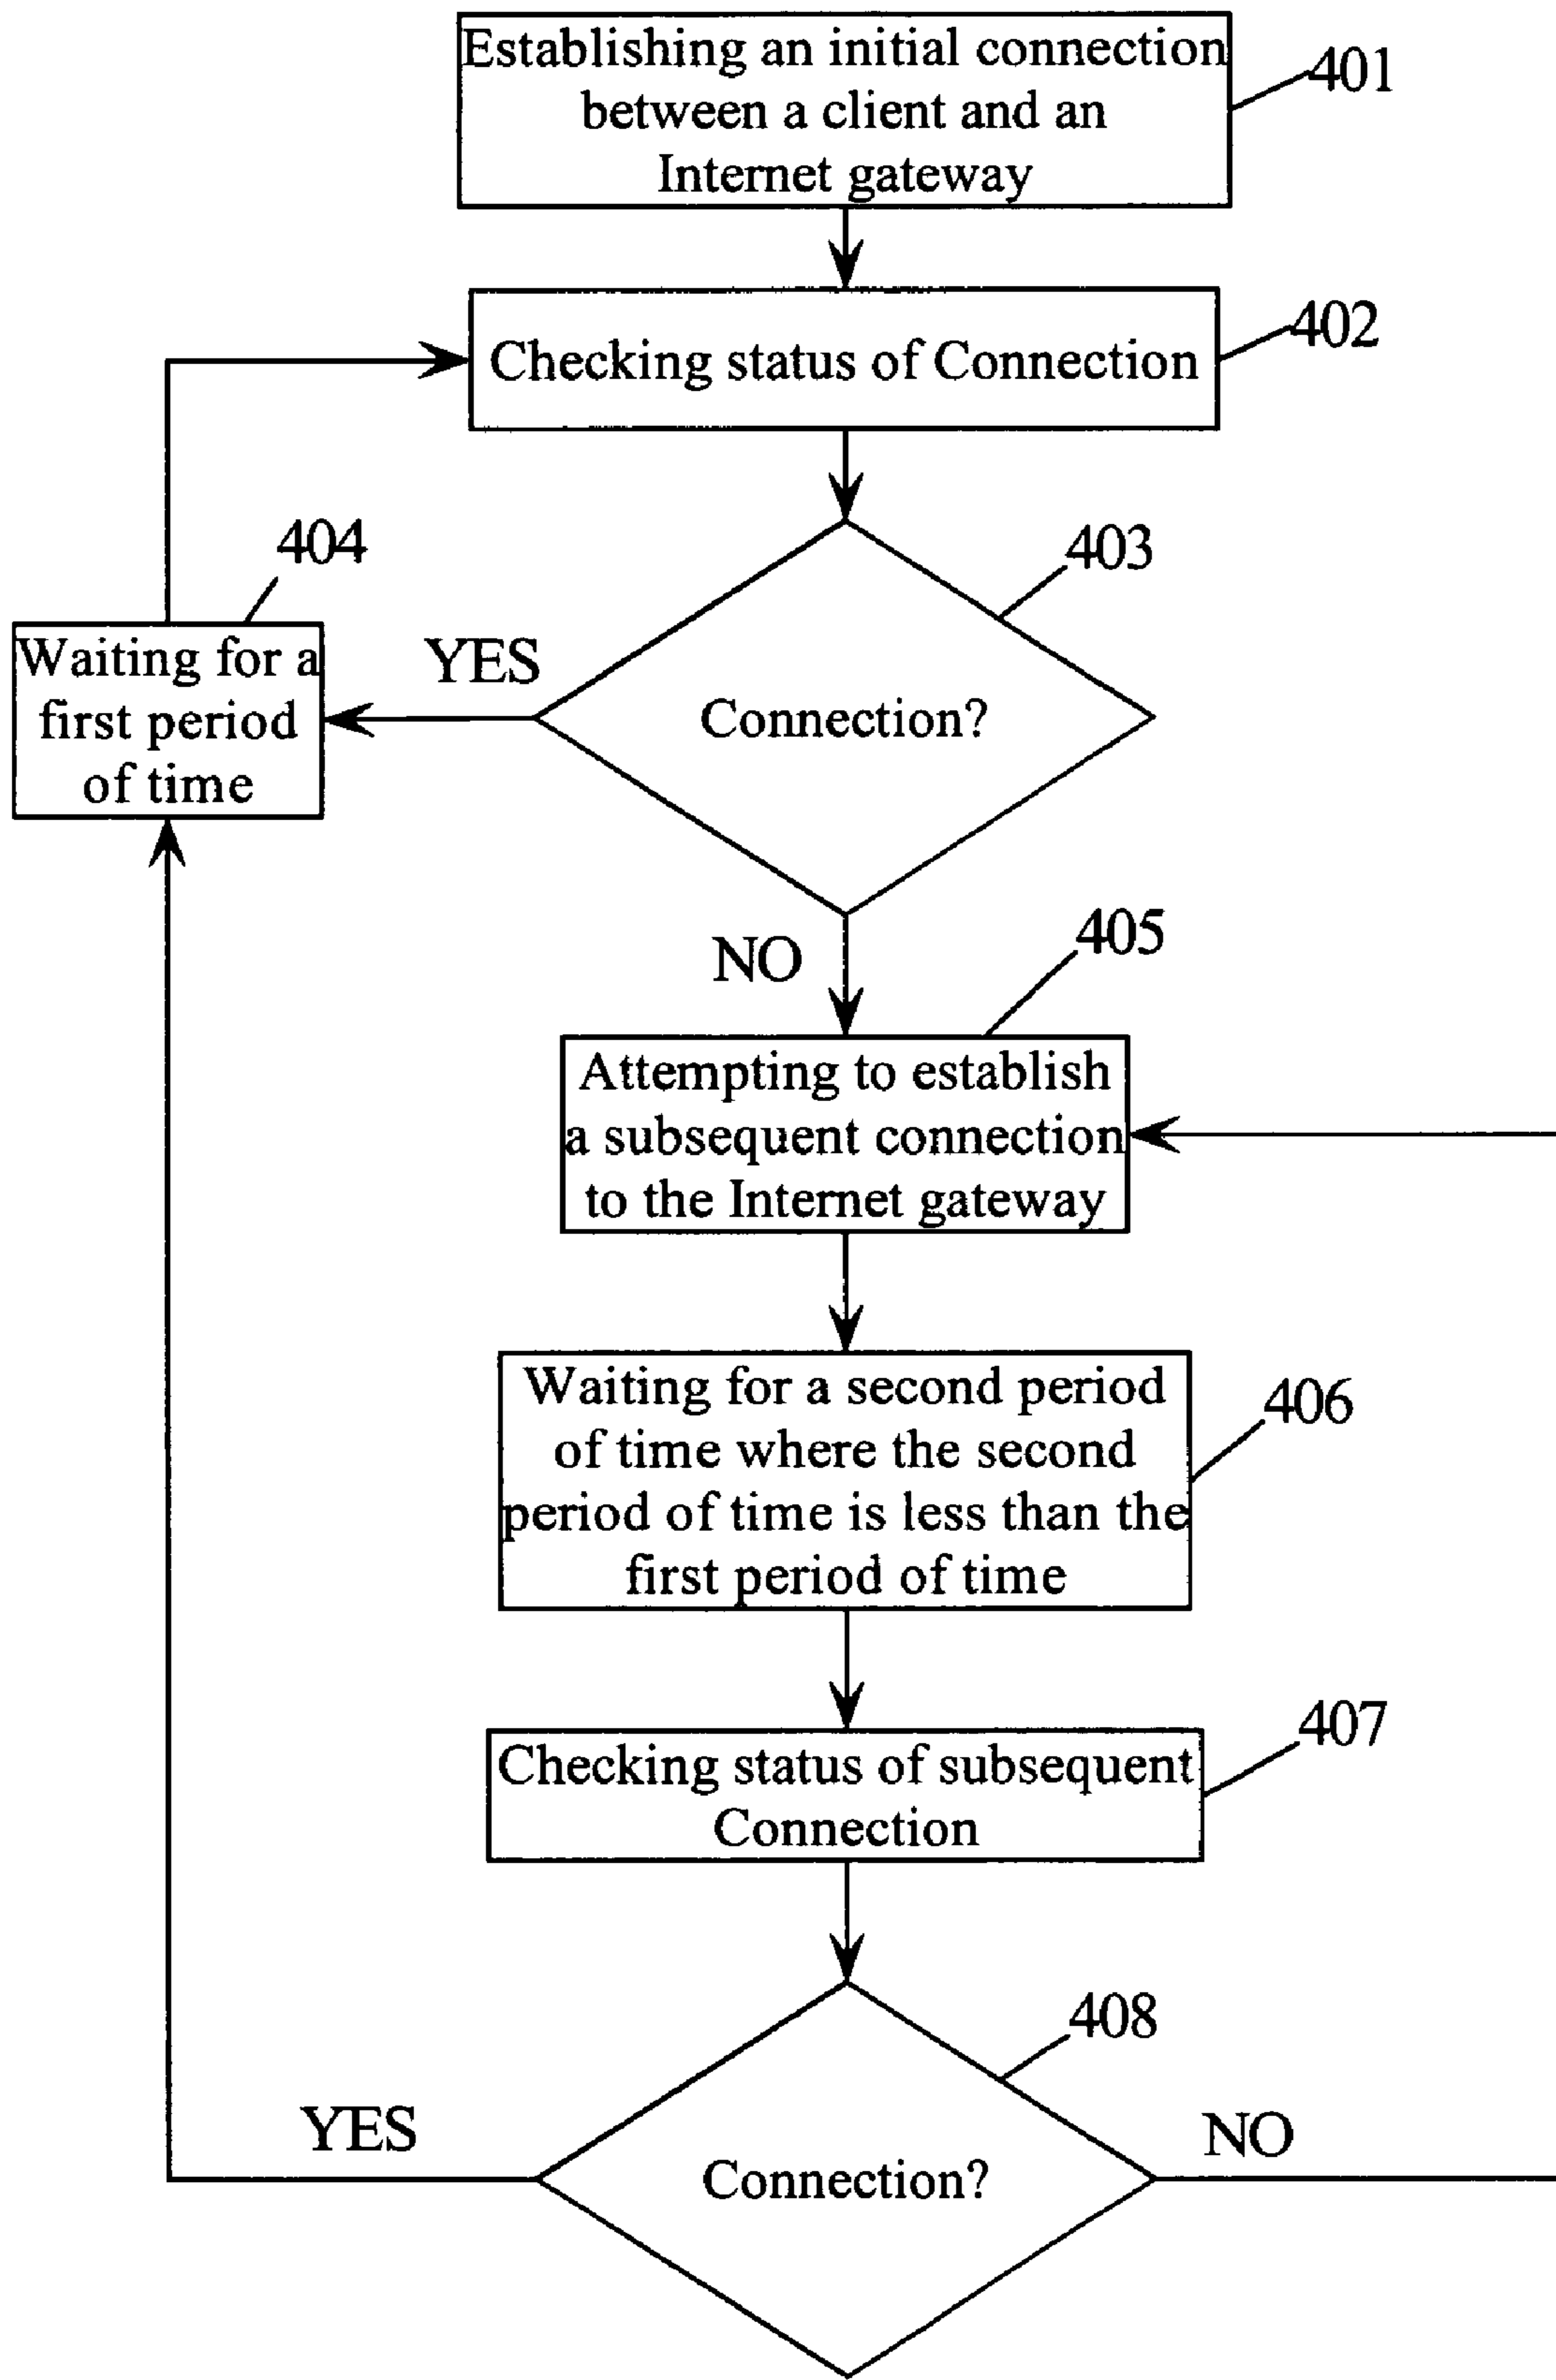 Establishing an initial connection
between a client and an
Internet gateway
401
Checking status of Connection
402
404
403
Waiting for a
first period
of time
YES
Connection?
NO
405
Attempting to establish
a subsequent connection
to the Internet gateway
Waiting for a second period
of time where the second
period of time is less than the
first period of time
406
Checking status of subsequent
Connection
407
408
YES
Connection?
NO